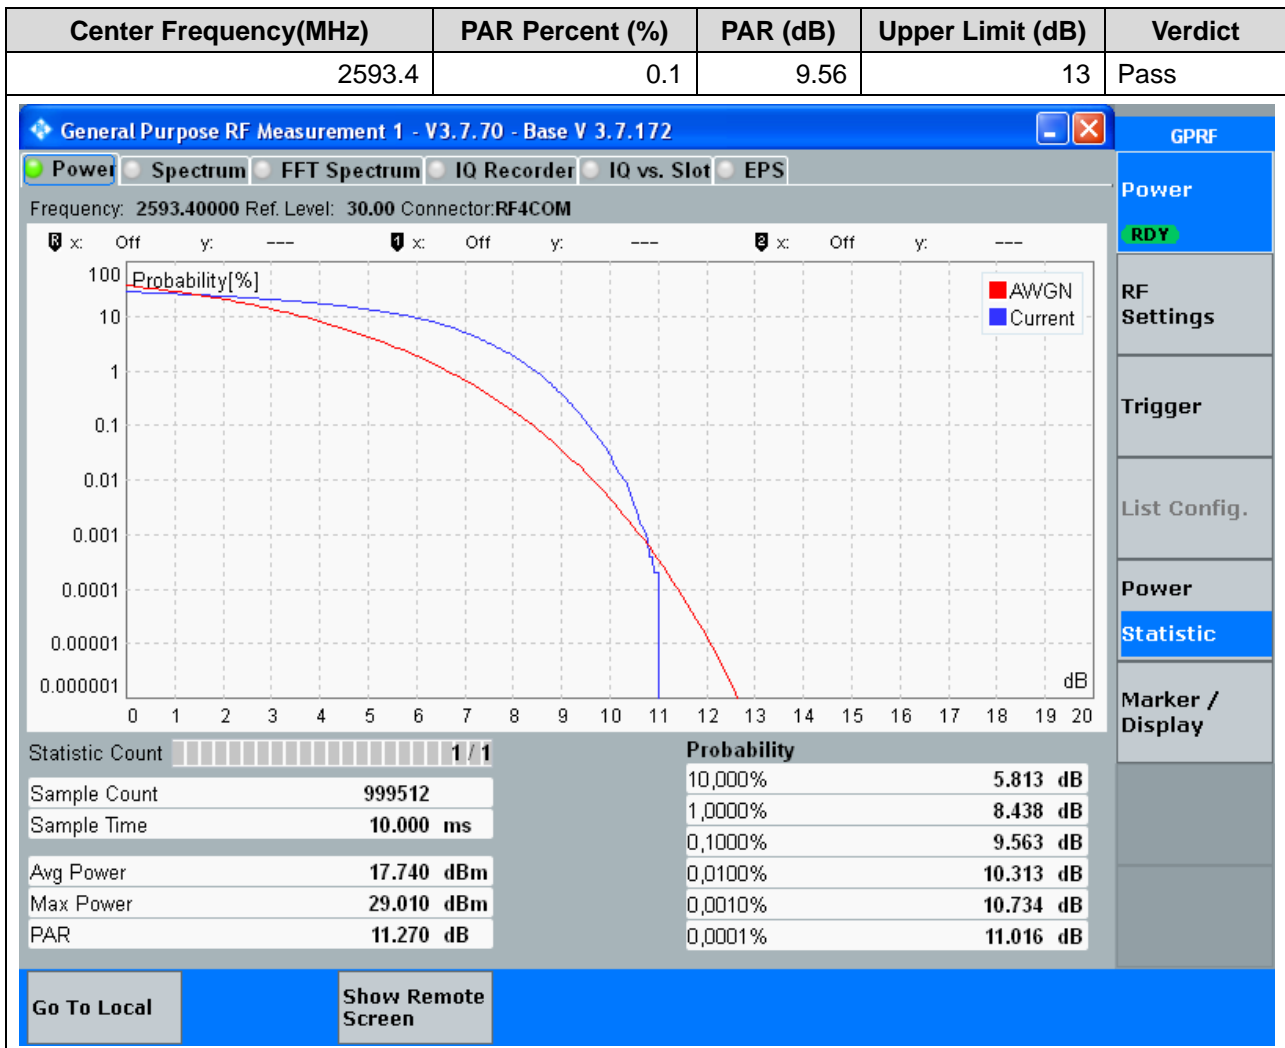 Center Frequency(MHz) PAR Percent (%) PAR (dB) Upper Limit (dB) Verdict
2593.4 0.1 9.56 13 Pass
General Purpose RF Measurement 1 - V3.7.70 - Base V 3.7.172
GPRF
Power Spectrum FFT Spectrum IQ Recorder IQ vs. Slot EPS
Power
RDY
Frequency: 2593.40000 Ref. Level: 30.00 Connector:RF4COM
R x: Off y: --- 1 x: Off y: --- 2 x: Off y: ---
Probability[%]
AWGN
Current
100
10
1
0.1
0.01
0.001
0.0001
0.00001
0.000001
dB
0 1 2 3 4 5 6 7 8 9 10 11 12 13 14 15 16 17 18 19 20
RF
Settings
Trigger
List Config.
Power
Statistic
Marker /
Display
Statistic Count 1 / 1
Sample Count 999512
Sample Time 10.000 ms
Avg Power 17.740 dBm
Max Power 29.010 dBm
PAR 11.270 dB
Probability
10,000% 5.813 dB
1,0000% 8.438 dB
0,1000% 9.563 dB
0,0100% 10.313 dB
0,0010% 10.734 dB
0,0001% 11.016 dB
Go To Local
Show Remote
Screen